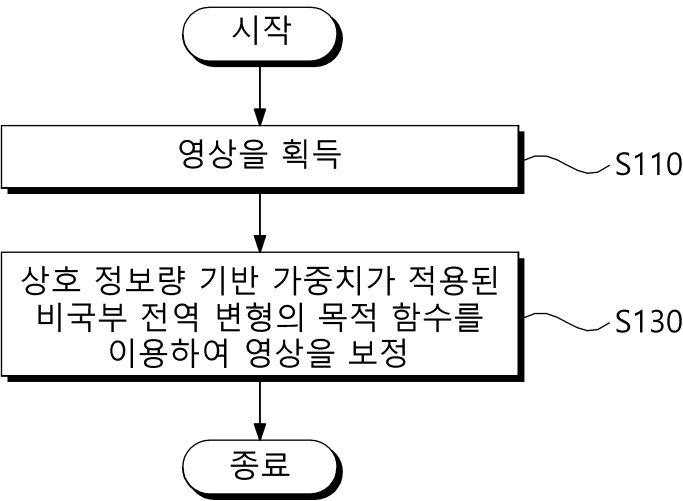 시작
영상을 획득
S110
상호 정보량 기반 가중치가 적용된
비국부 전역 변형의 목적 함수를
이용하여 영상을 보정
S130
종료